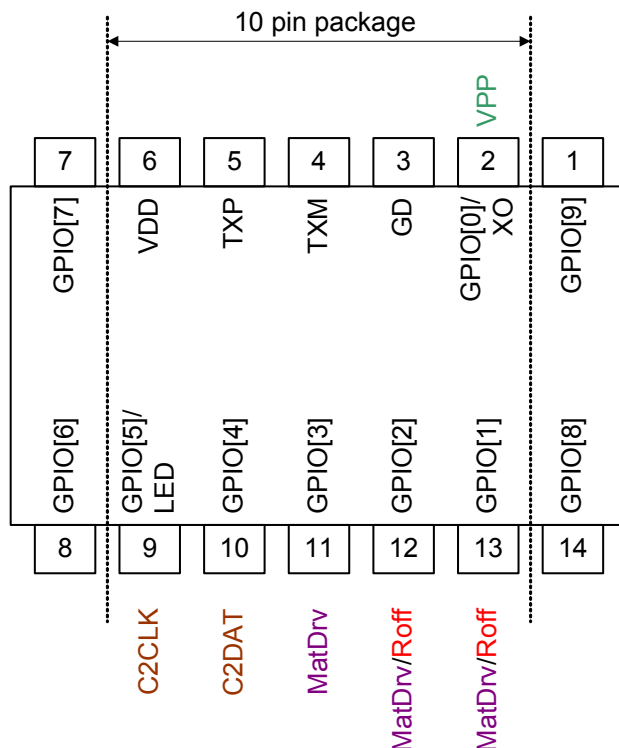 10 pin package
VPP
7 6 5 4 3 2 1
GPIO[7]
VDD
TXP
TXM
GD
GPIO[0]/
XO
GPIO[9]
GPIO[6]
GPIO[5]/
LED
GPIO[4]
GPIO[3]
GPIO[2]
GPIO[1]
GPIO[8]
8 9 10 11 12 13 14
C2CLK
C2DAT
MatDrv
MatDrv/Roff
MatDrv/Roff